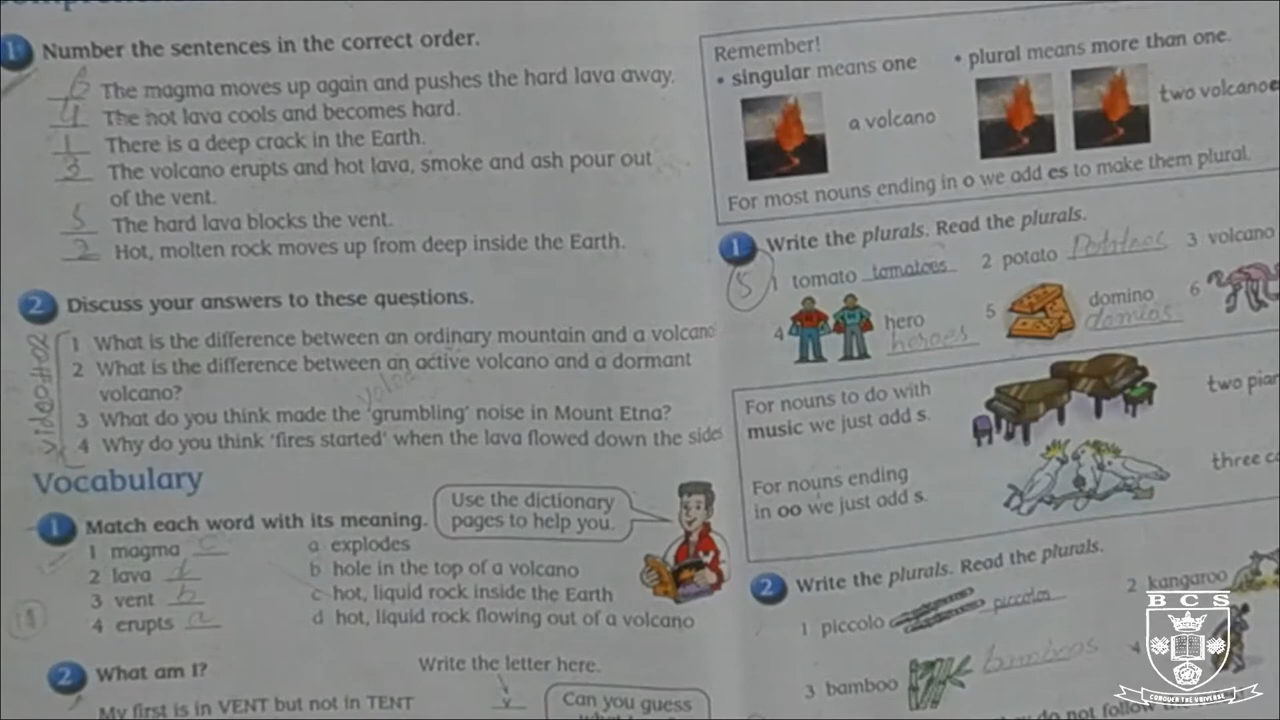 1 Number the sentences in the correct order.
6 The magma moves up again and pushes the hard lava away.
4 The hot lava cools and becomes hard.
1 There is a deep crack in the Earth.
3 The volcano erupts and hot lava, smoke and ash pour out
of the vent.
5 The hard lava blocks the vent.
2 Hot, molten rock moves up from deep inside the Earth.
2 Discuss your answers to these questions.
1 What is the difference between an ordinary mountain and a volcano
2 What is the difference between an active volcano and a dormant
volcano?
3 What do you think made the 'grumbling' noise in Mount Etna?
4 Why do you think 'fires started' when the lava flowed down the sides
Vocabulary
1 Match each word with its meaning.
Use the dictionary
pages to help you.
1 magma c a explodes
2 lava d b hole in the top of a volcano
3 vent b c hot, liquid rock inside the Earth
4 erupts a d hot, liquid rock flowing out of a volcano
2 What am I? Write the letter here.
My first is in VENT but not in TENT v
Can you guess
Remember!
• singular means one • plural means more than one.
a volcano two volcanoe
For most nouns ending in o we add es to make them plural.
1 Write the plurals. Read the plurals.
5
1 tomato tomatoes 2 potato Potatoes 3 volcano
4 hero 5 domino 6
heroes domios
For nouns to do with
music we just add s.
two pian
For nouns ending
in oo we just add s.
three co
2 Write the plurals. Read the plurals.
1 piccolo piccolos 2 kangaroo
3 bamboo bamboos 4
do not follow
BCS
CONQUER THE UNIVERSE